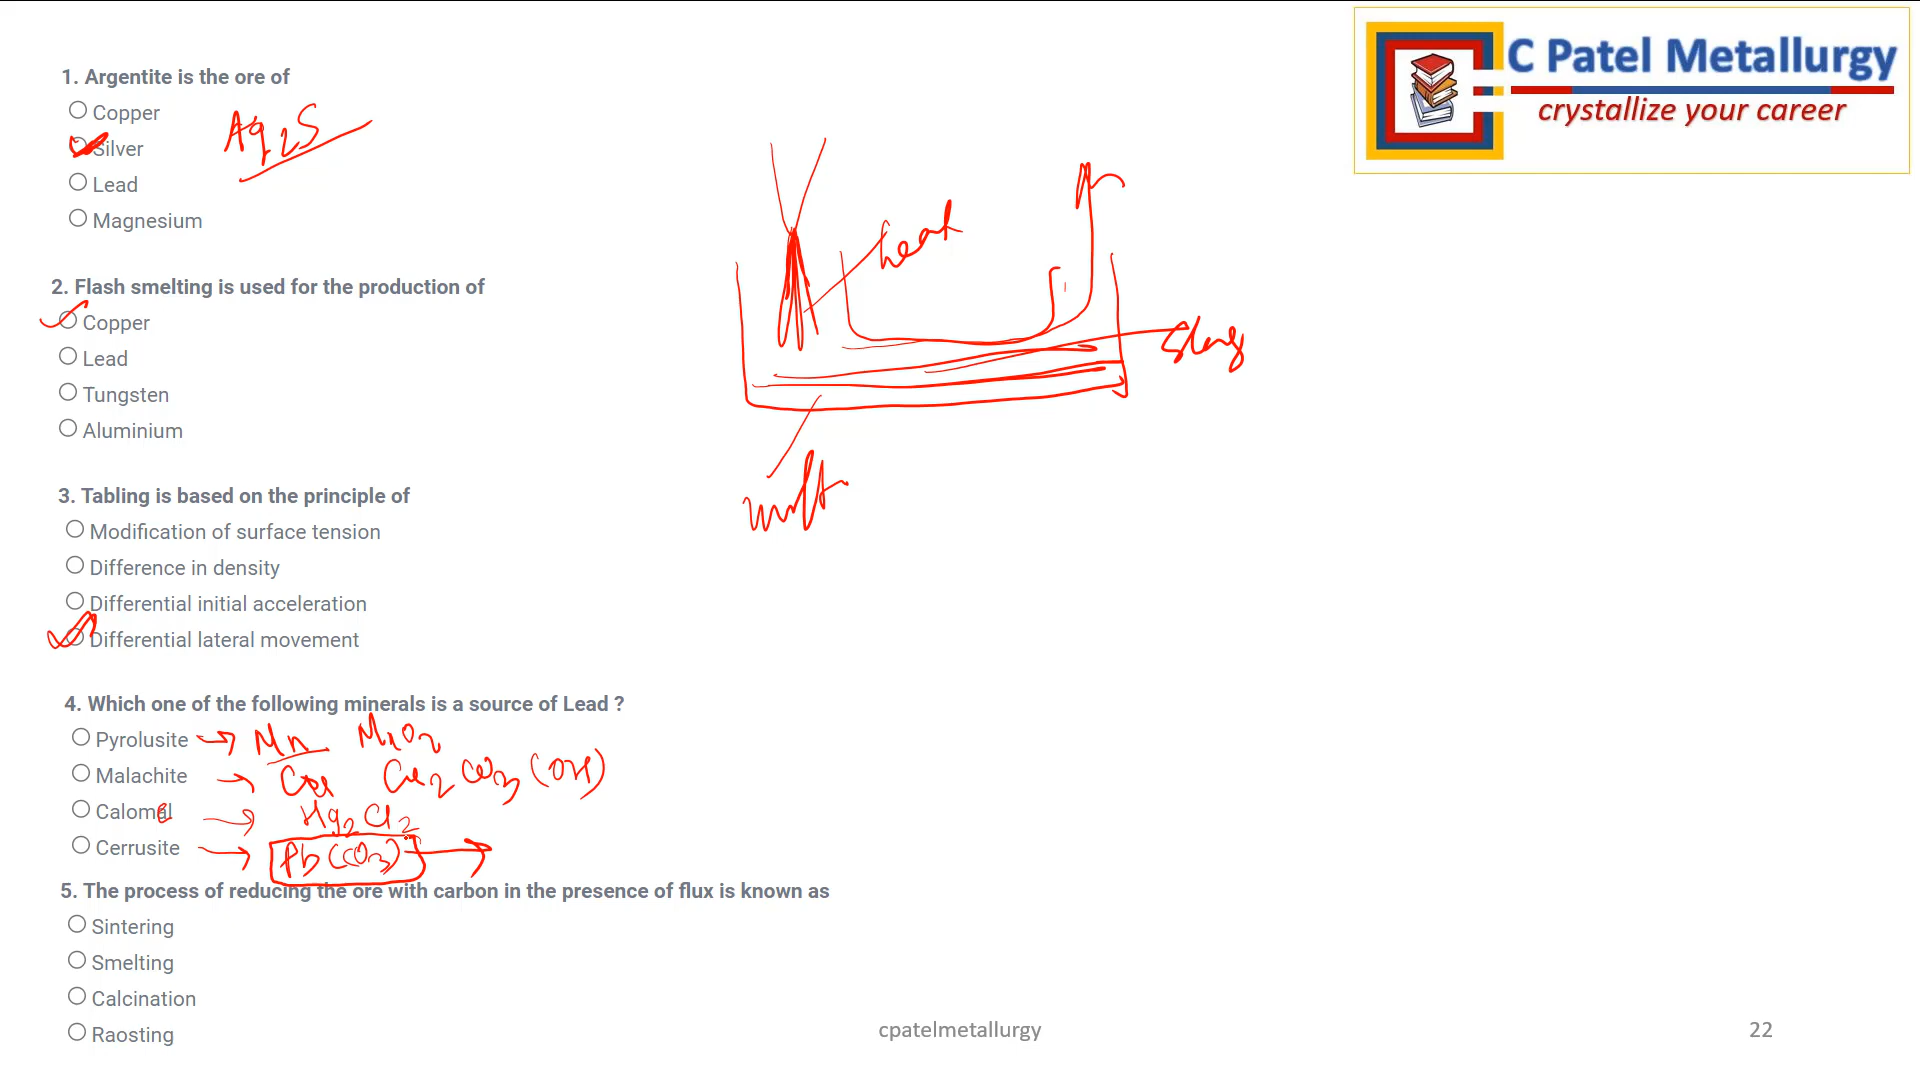 C Patel Metallurgy
crystallize your career
1. Argentite is the ore of
Copper
Silver
Lead
Magnesium
Ag2S
2. Flash smelting is used for the production of
Copper
Lead
Tungsten
Aluminium
heat
Slag
3. Tabling is based on the principle of
Modification of surface tension
Difference in density
Differential initial acceleration
Differential lateral movement
4. Which one of the following minerals is a source of Lead ?
Pyrolusite → Mn MnO2
Malachite → Cu2CO3(OH)
Calomel → Hg2Cl2
Cerrusite → Pb(CO3) →
5. The process of reducing the ore with carbon in the presence of flux is known as
Sintering
Smelting
Calcination
Raosting
cpatelmetallurgy
22